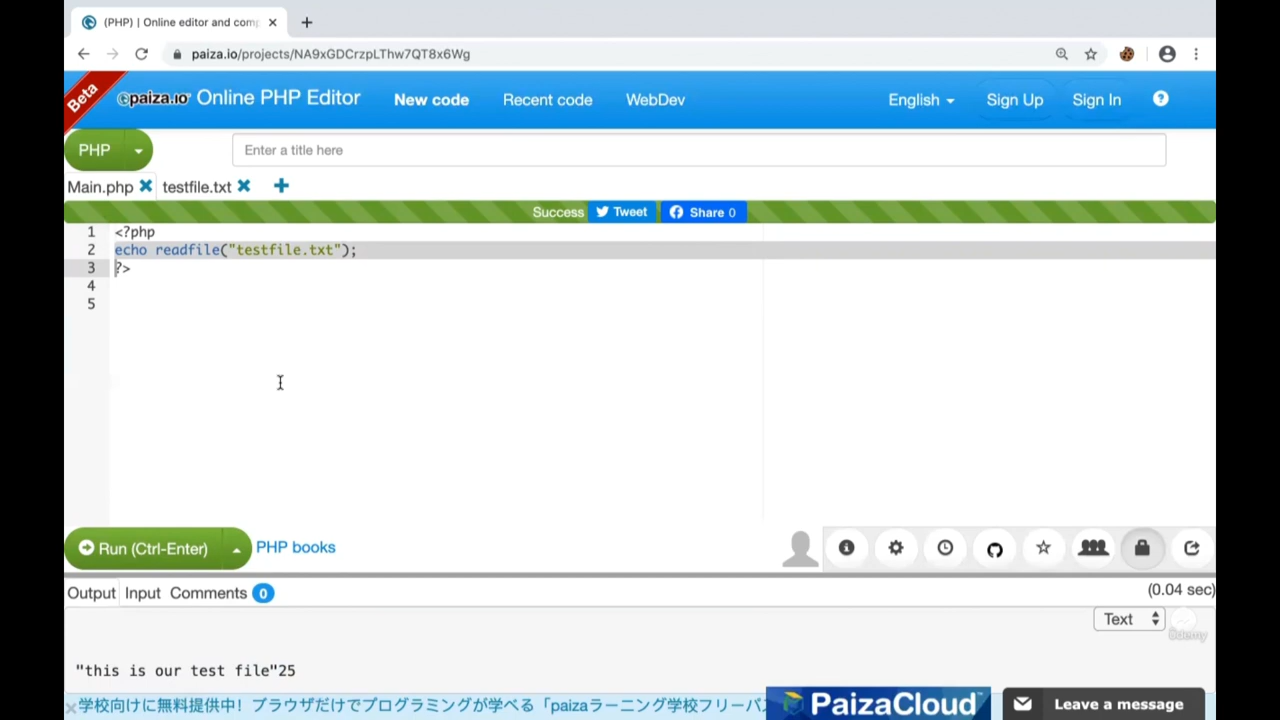 (PHP) | Online editor and comp
paiza.io/projects/NA9xGDCrzpLThw7QT8x6Wg
Beta
paiza.IO Online PHP Editor New code Recent code WebDev English Sign Up Sign In
PHP Enter a title here
Main.php testfile.txt
Success Tweet Share 0
1 <?php
2 echo readfile("testfile.txt");
3 ?>
4
5
Run (Ctrl-Enter) PHP books
Output Input Comments 0 (0.04 sec)
Text
ûdemy
"this is our test file"25
学校向けに無料提供中! ブラウザだけでプログラミングが学べる「paizaラーニング学校フリーパス
PaizaCloud Leave a message